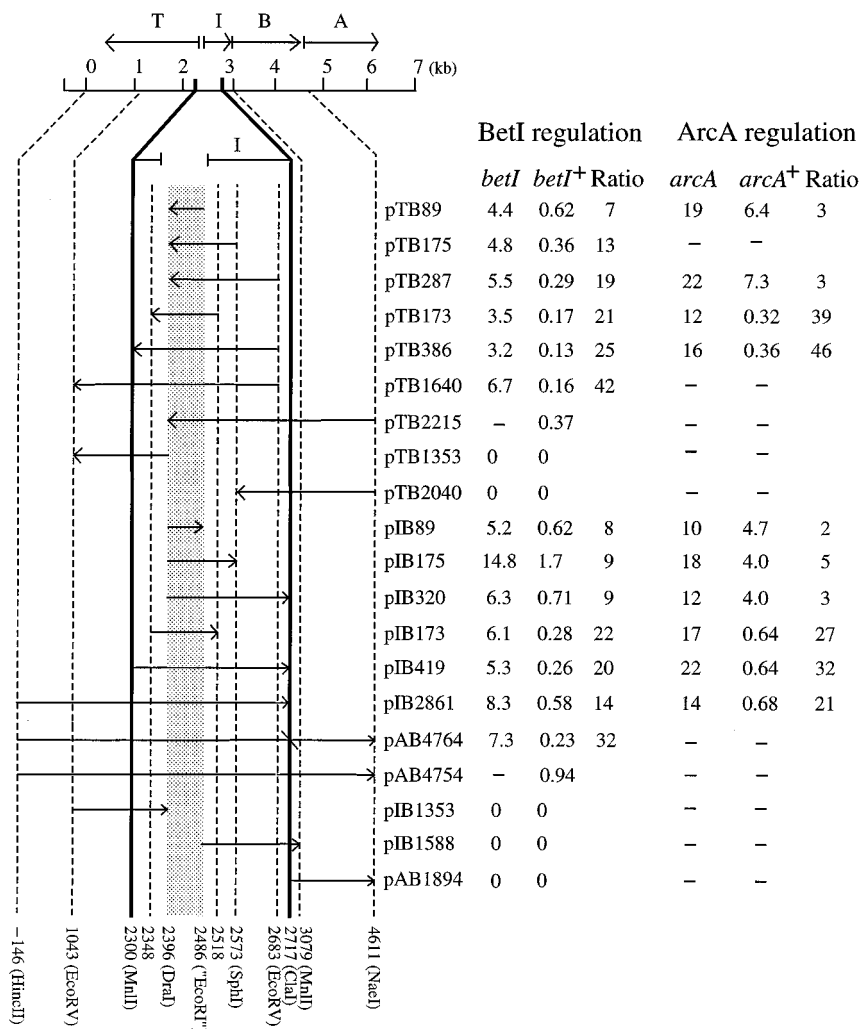 T I B A
0 1 2 3 4 5 6 7 (kb)
BetI regulation ArcA regulation
I
betI betI+ Ratio arcA arcA+ Ratio
pTB89 4.4 0.62 7 19 6.4 3
pTB175 4.8 0.36 13 – –
pTB287 5.5 0.29 19 22 7.3 3
pTB173 3.5 0.17 21 12 0.32 39
pTB386 3.2 0.13 25 16 0.36 46
pTB1640 6.7 0.16 42 – –
pTB2215 – 0.37 – –
pTB1353 0 0 – –
pTB2040 0 0 – –
pIB89 5.2 0.62 8 10 4.7 2
pIB175 14.8 1.7 9 18 4.0 5
pIB320 6.3 0.71 9 12 4.0 3
pIB173 6.1 0.28 22 17 0.64 27
pIB419 5.3 0.26 20 22 0.64 32
pIB2861 8.3 0.58 14 14 0.68 21
pAB4764 7.3 0.23 32 – –
pAB4754 – 0.94 – –
pIB1353 0 0 – –
pIB1588 0 0 – –
pAB1894 0 0 – –
–146 (HincII)
1043 (EcoRV)
2300 (MnlI)
2348
2396 (DraI)
2486 ("EcoRI")
2518
2573 (SphI)
2683 (EcoRV)
2717 (ClaI)
3079 (MnlI)
4611 (NaeI)